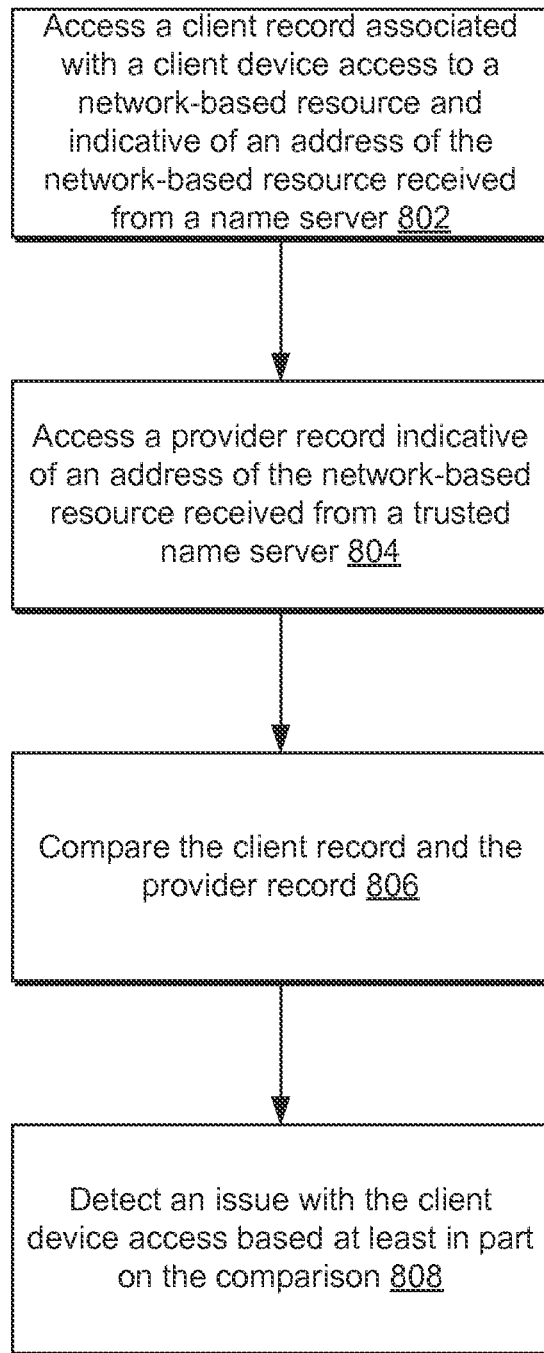 Access a client record associated
with a client device access to a
network-based resource and
indicative of an address of the
network-based resource received
from a name server 802
Access a provider record indicative
of an address of the network-based
resource received from a trusted
name server 804
Compare the client record and the
provider record 806
Detect an issue with the client
device access based at least in part
on the comparison 808